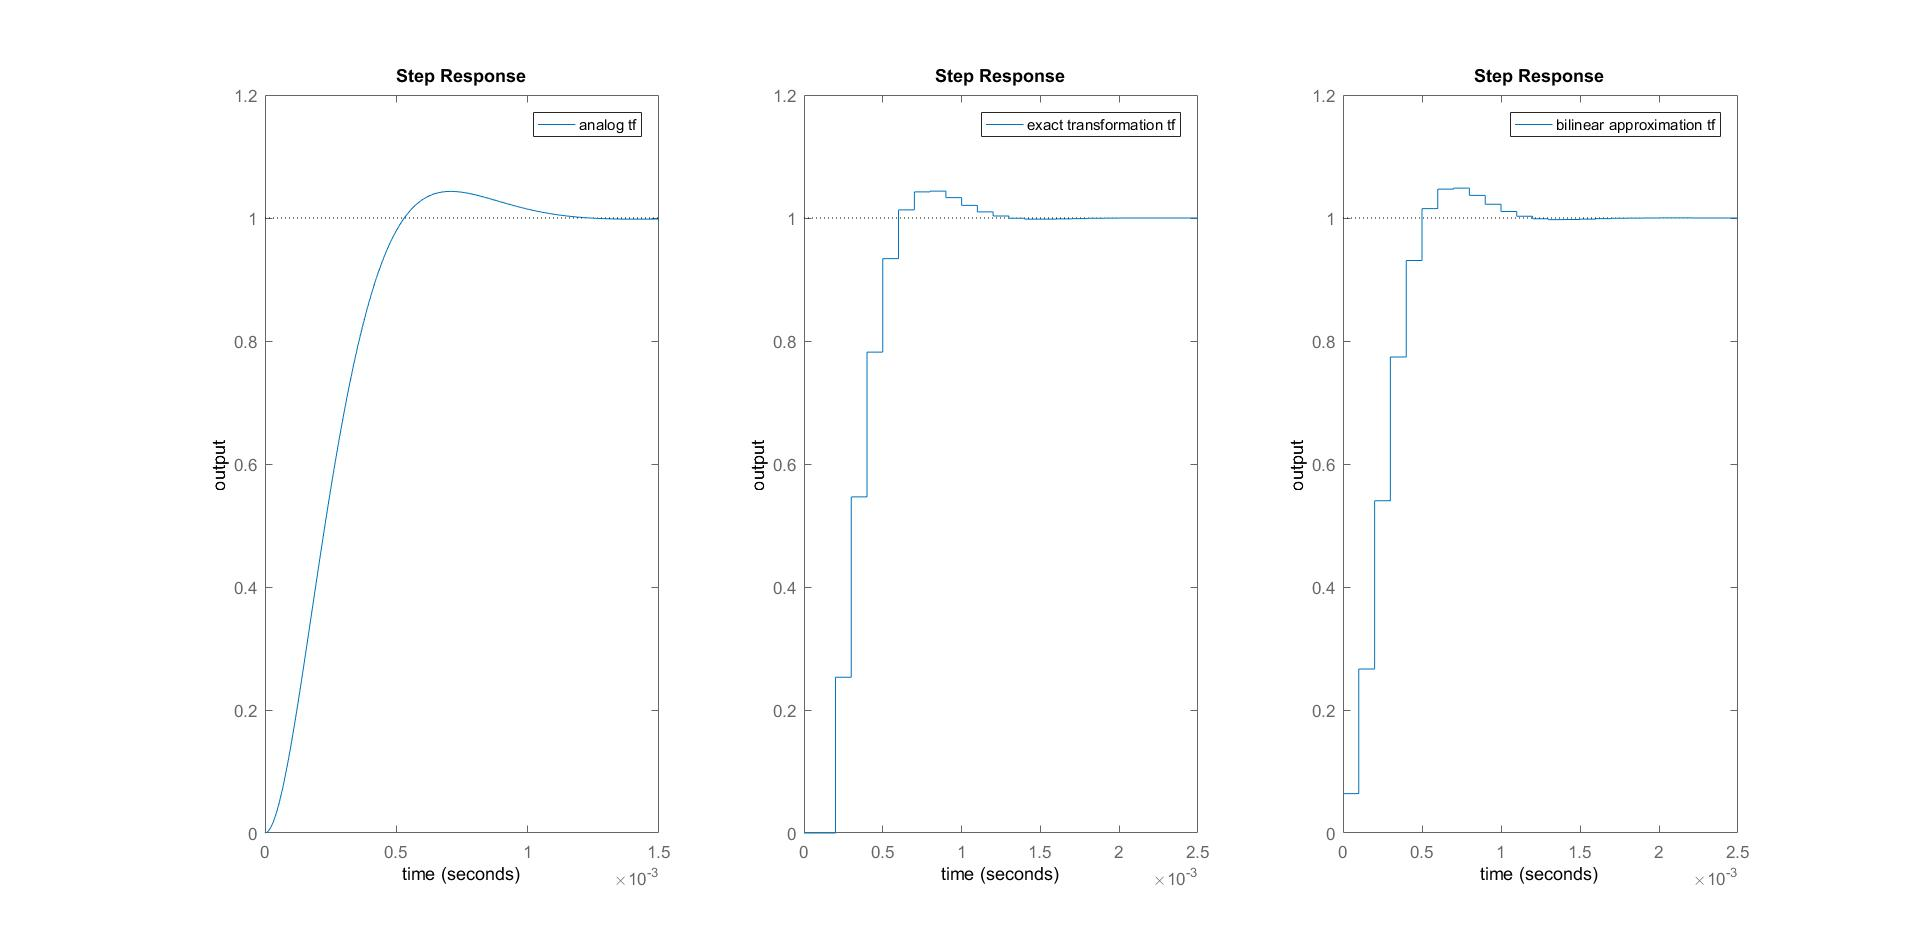 Step Response
analog tf
1.2
1
0.8
0.6
0.4
0.2
0
output
0 0.5 1 1.5
time (seconds)
×10-3
Step Response
exact transformation tf
1.2
1
0.8
0.6
0.4
0.2
0
output
0 0.5 1 1.5 2 2.5
time (seconds)
×10-3
Step Response
bilinear approximation tf
1.2
1
0.8
0.6
0.4
0.2
0
output
0 0.5 1 1.5 2 2.5
time (seconds)
×10-3